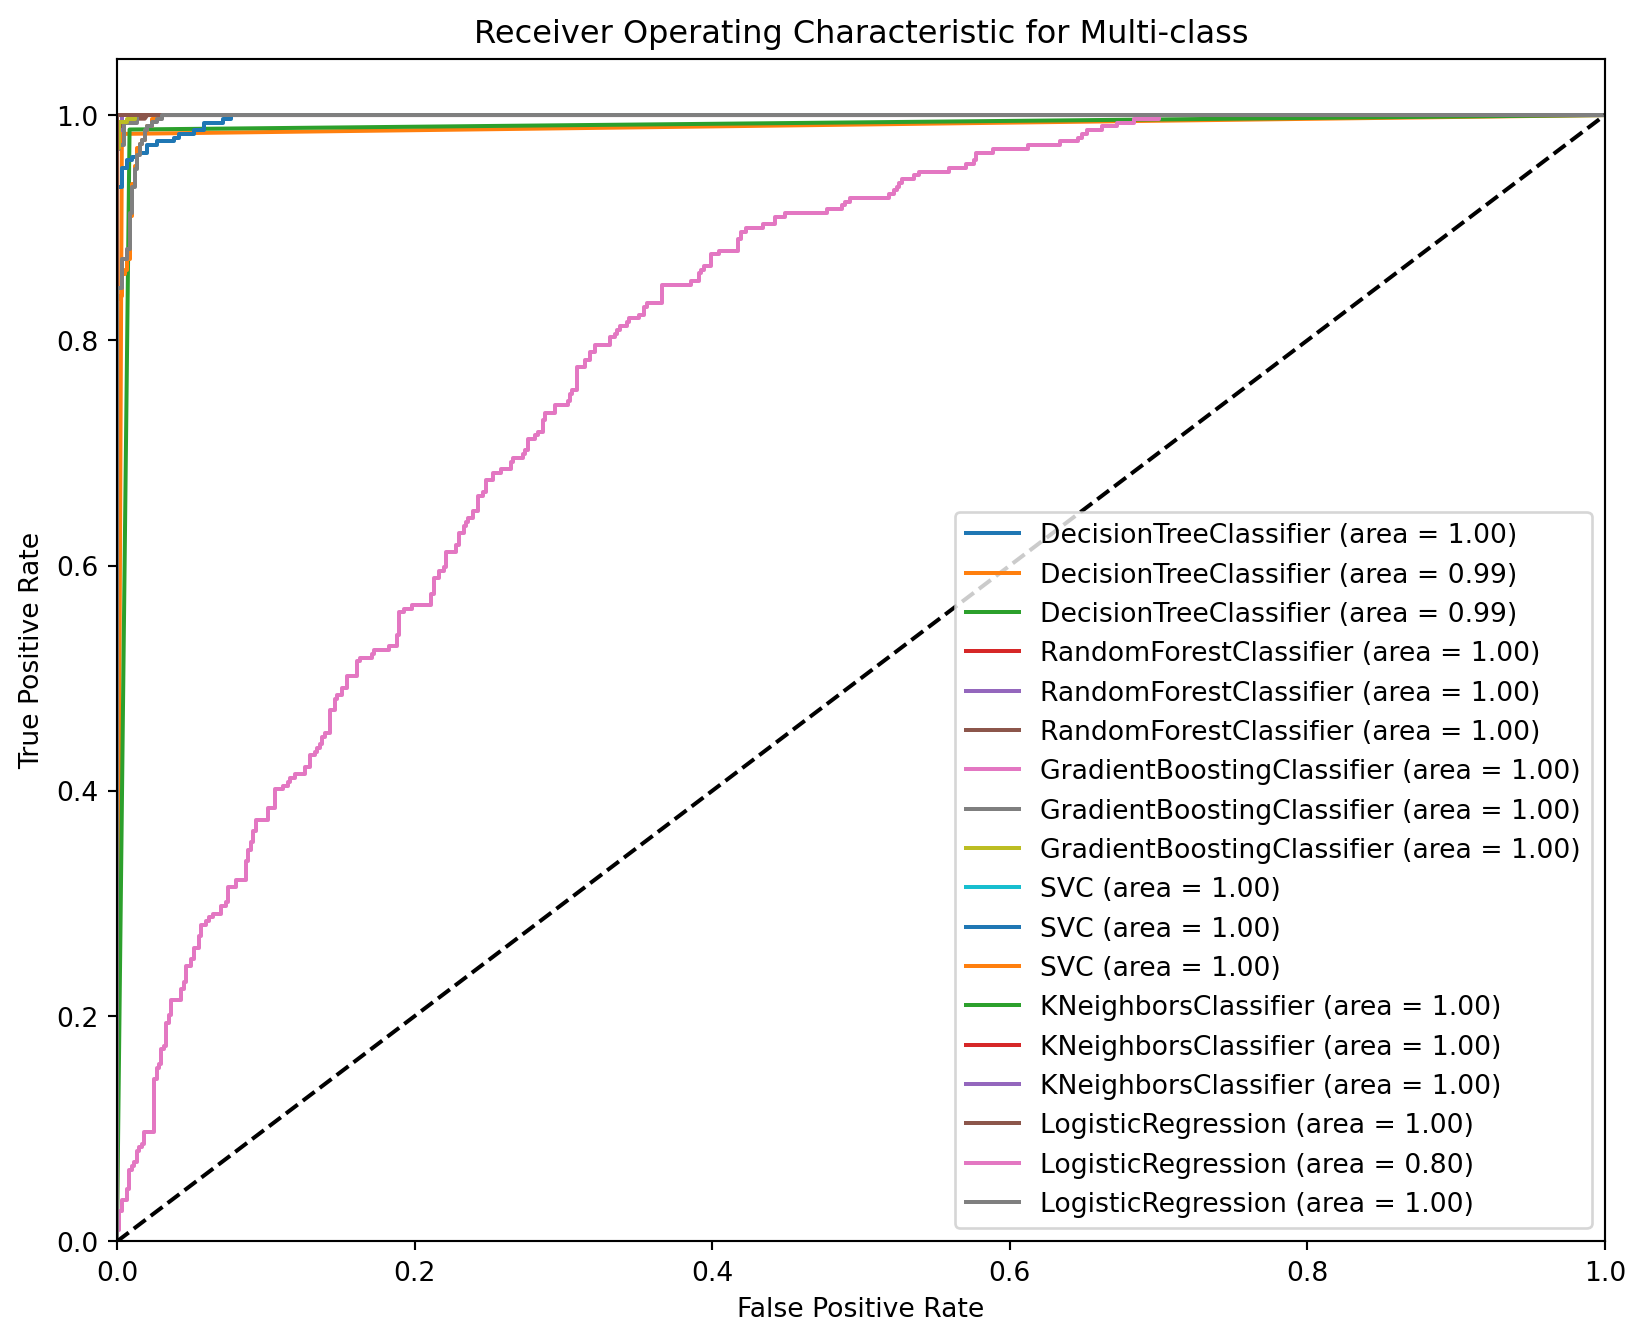 Receiver Operating Characteristic for Multi-class
1.0
0.8
0.6
0.4
0.2
0.0
True Positive Rate
DecisionTreeClassifier (area = 1.00)
DecisionTreeClassifier (area = 0.99)
DecisionTreeClassifier (area = 0.99)
RandomForestClassifier (area = 1.00)
RandomForestClassifier (area = 1.00)
RandomForestClassifier (area = 1.00)
GradientBoostingClassifier (area = 1.00)
GradientBoostingClassifier (area = 1.00)
GradientBoostingClassifier (area = 1.00)
SVC (area = 1.00)
SVC (area = 1.00)
SVC (area = 1.00)
KNeighborsClassifier (area = 1.00)
KNeighborsClassifier (area = 1.00)
KNeighborsClassifier (area = 1.00)
LogisticRegression (area = 1.00)
LogisticRegression (area = 0.80)
LogisticRegression (area = 1.00)
0.0 0.2 0.4 0.6 0.8 1.0
False Positive Rate